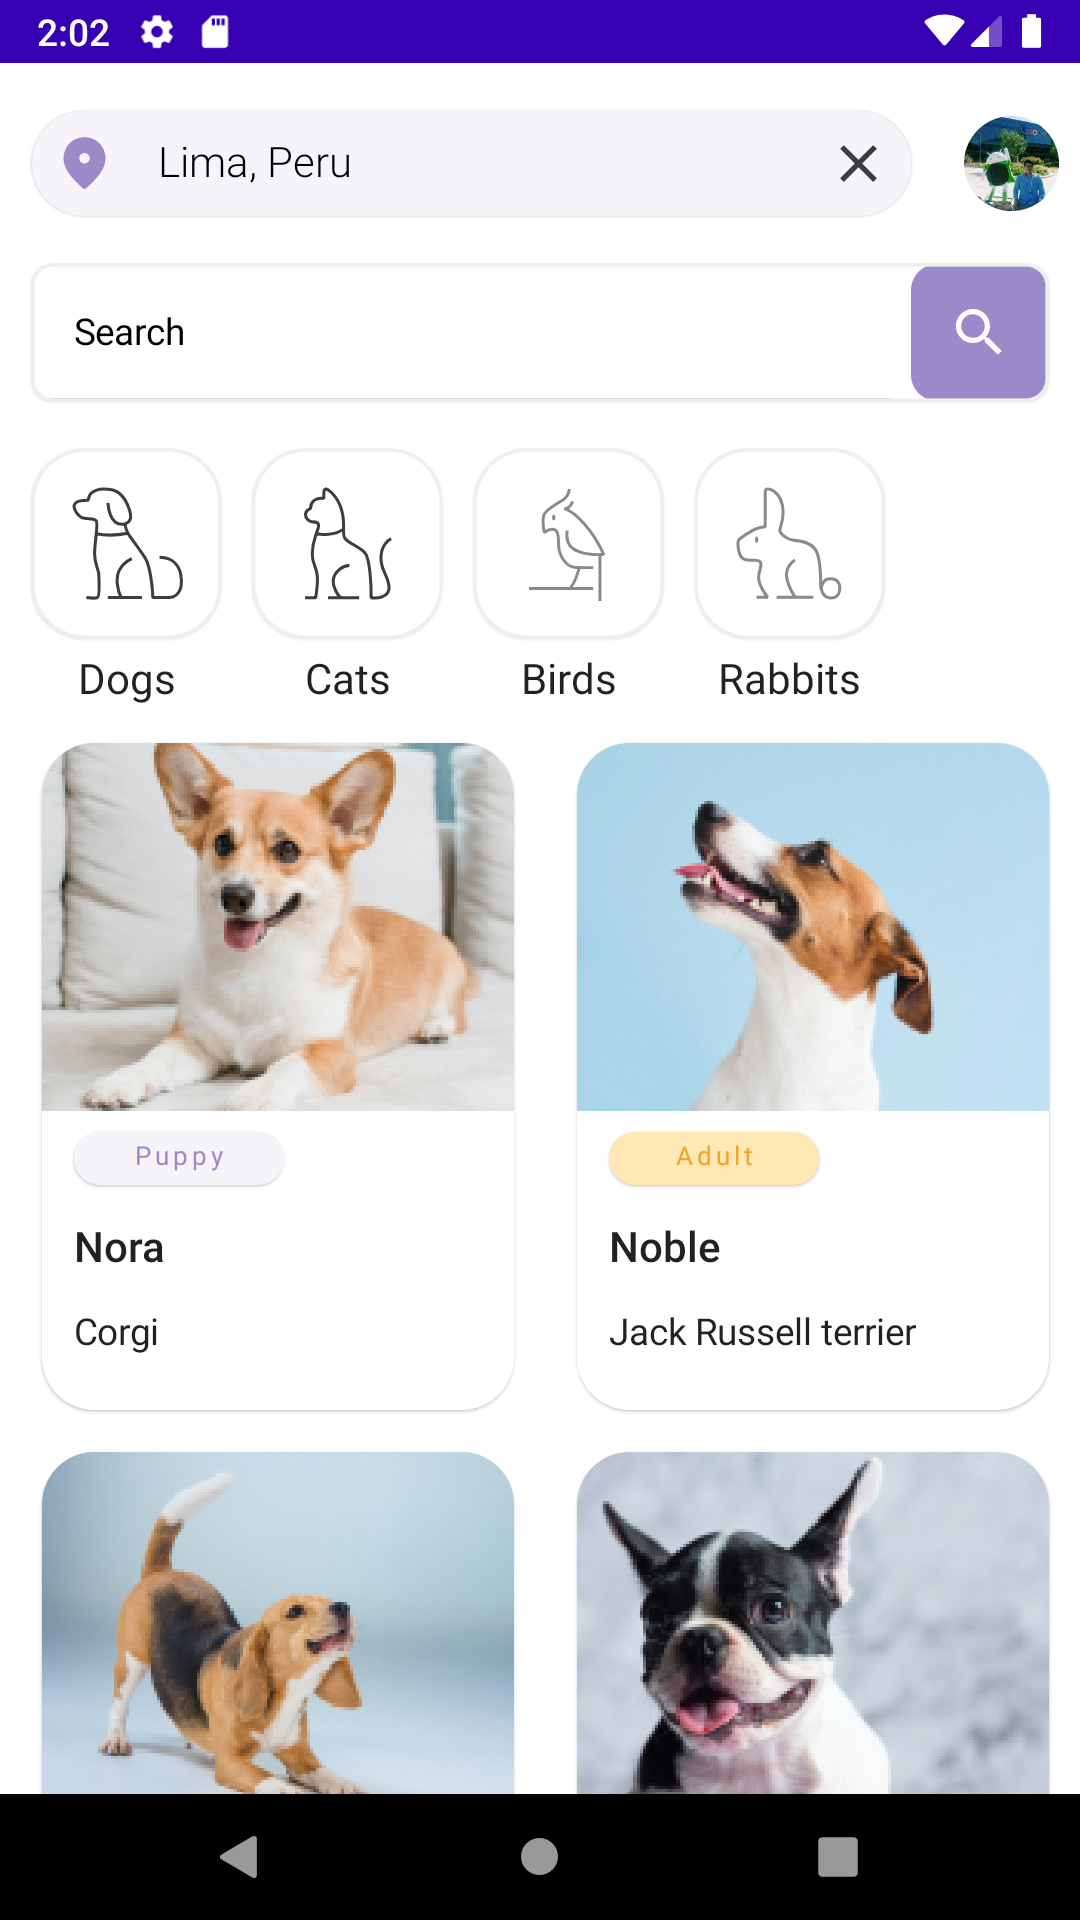 2:02
Lima, Peru
Search
Dogs
Cats
Birds
Rabbits
Puppy
Adult
Nora
Noble
Corgi
Jack Russell terrier